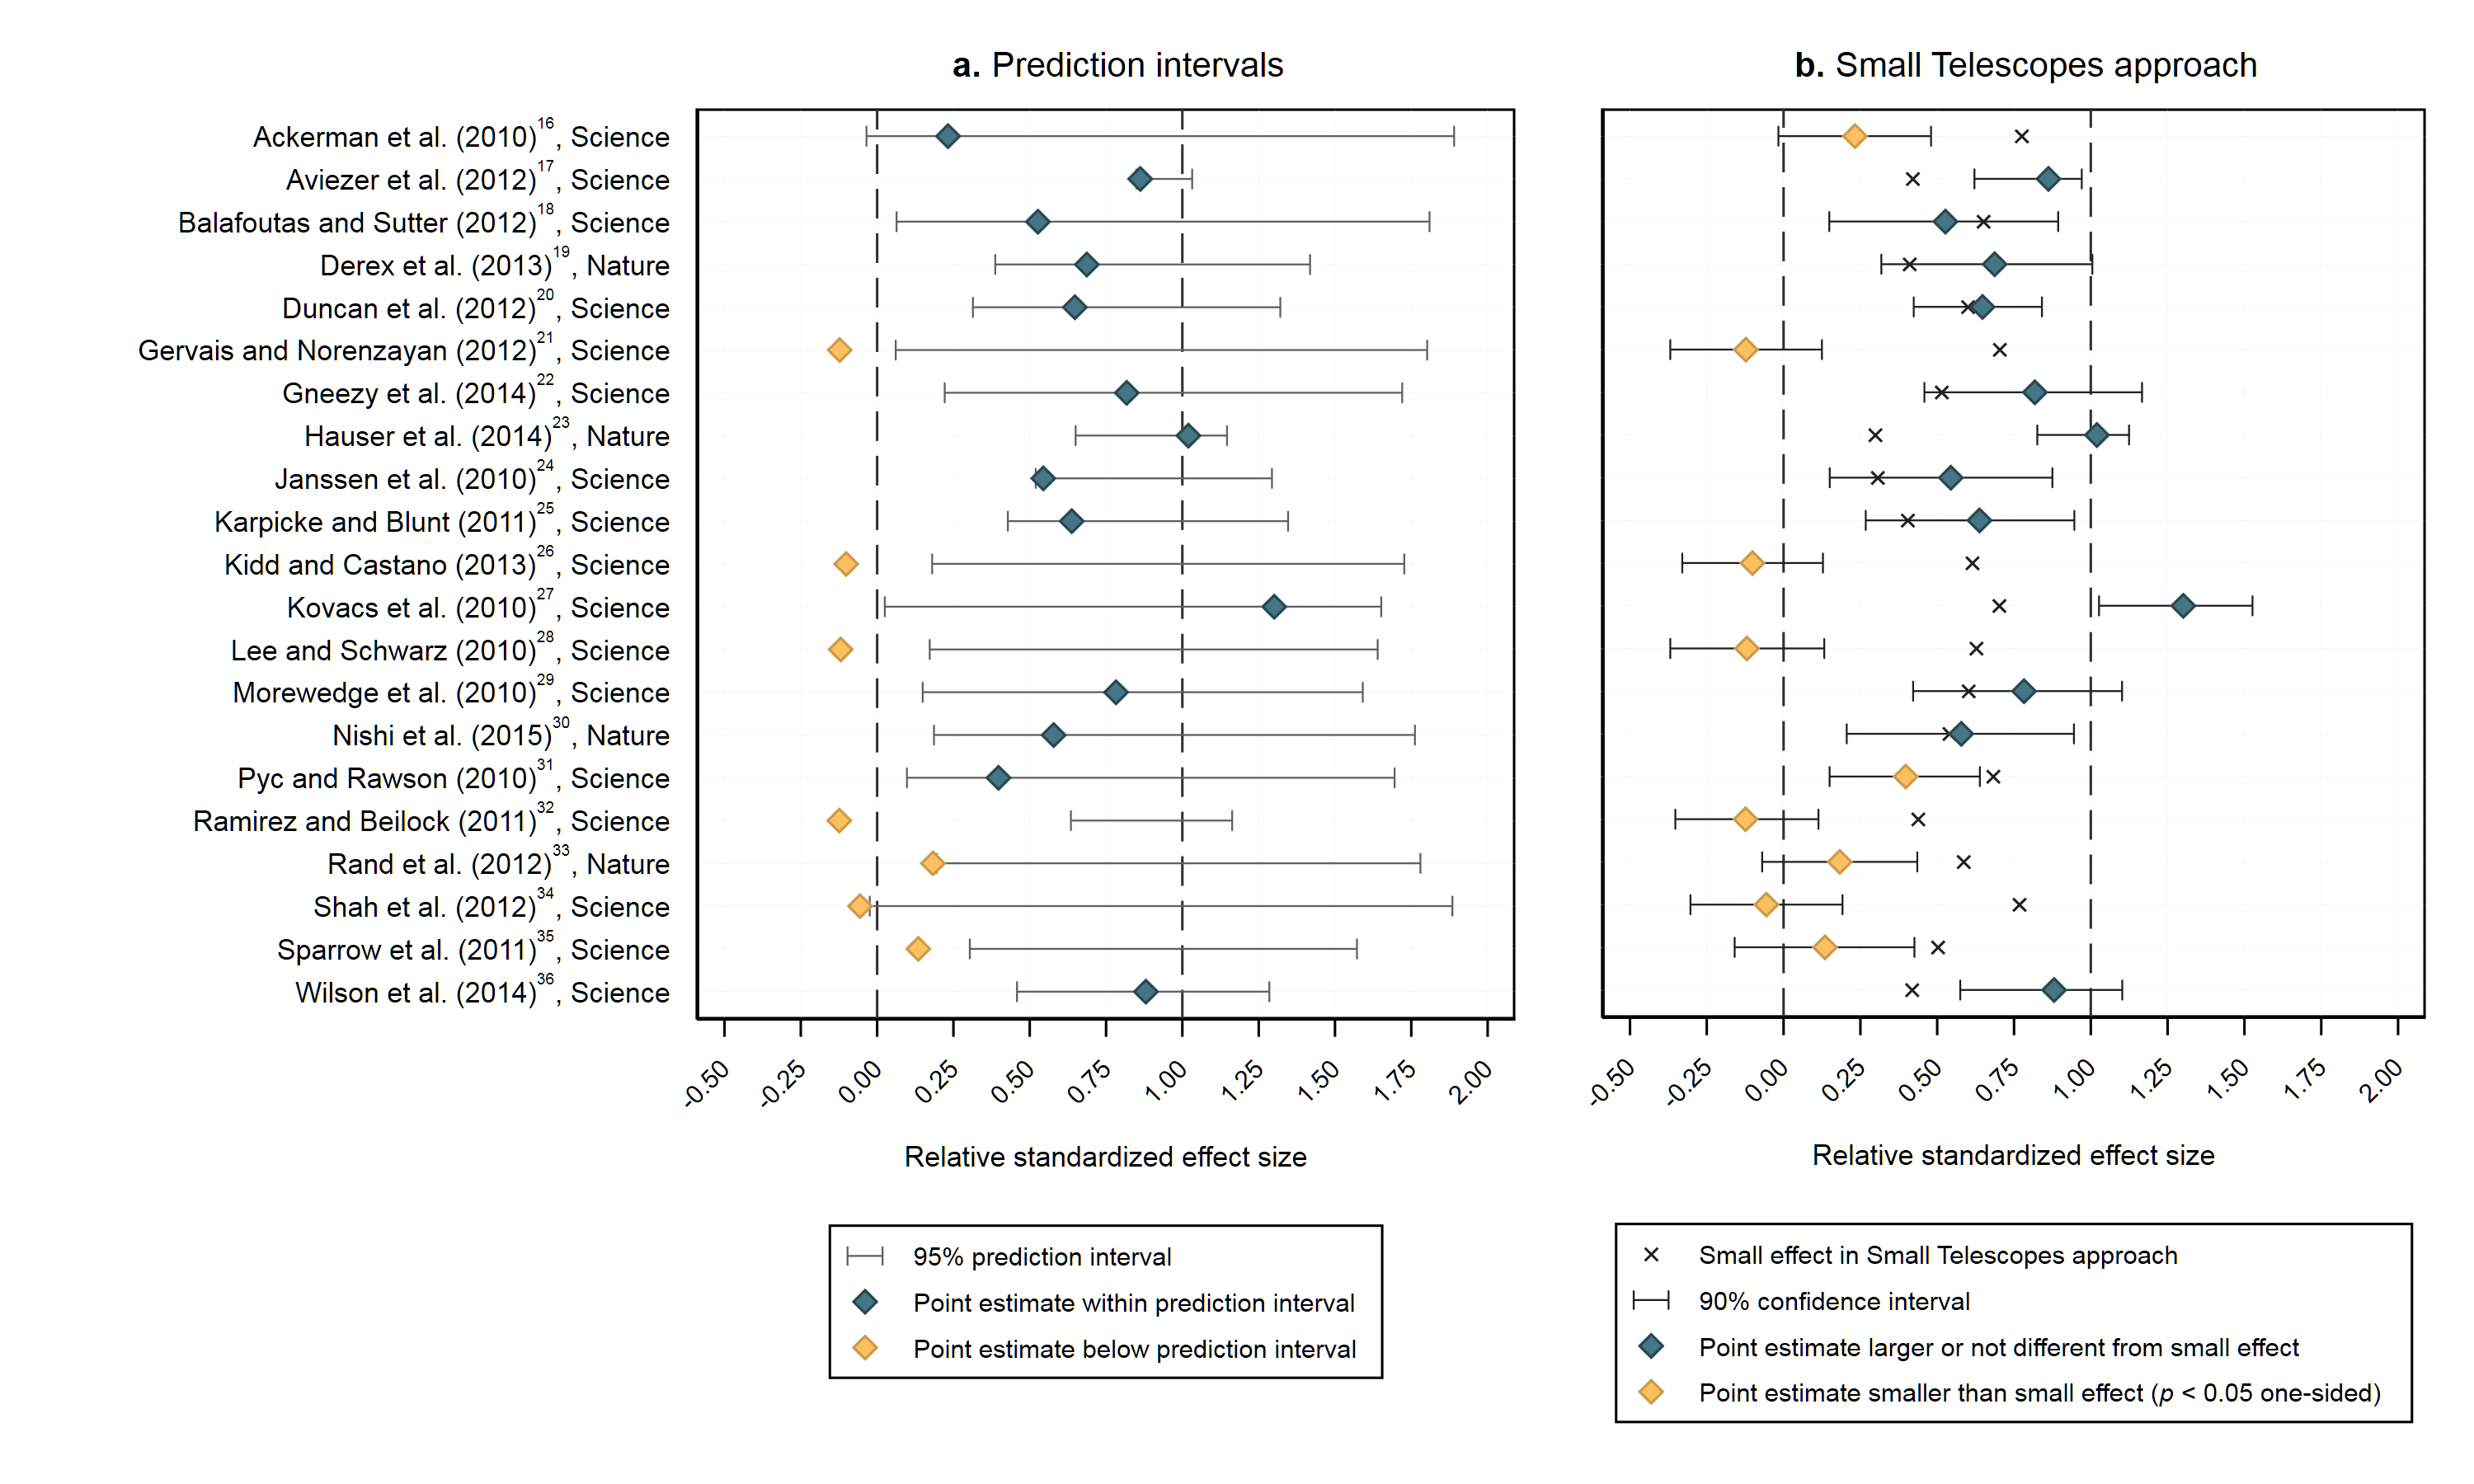 a. Prediction intervals
b. Small Telescopes approach
Ackerman et al. (2010)16, Science
Aviezer et al. (2012)17, Science
Balafoutas and Sutter (2012)18, Science
Derex et al. (2013)19, Nature
Duncan et al. (2012)20, Science
Gervais and Norenzayan (2012)21, Science
Gneezy et al. (2014)22, Science
Hauser et al. (2014)23, Nature
Janssen et al. (2010)24, Science
Karpicke and Blunt (2011)25, Science
Kidd and Castano (2013)26, Science
Kovacs et al. (2010)27, Science
Lee and Schwarz (2010)28, Science
Morewedge et al. (2010)29, Science
Nishi et al. (2015)30, Nature
Pyc and Rawson (2010)31, Science
Ramirez and Beilock (2011)32, Science
Rand et al. (2012)33, Nature
Shah et al. (2012)34, Science
Sparrow et al. (2011)35, Science
Wilson et al. (2014)36, Science
-0.50 -0.25 0.00 0.25 0.50 0.75 1.00 1.25 1.50 1.75 2.00
-0.50 -0.25 0.00 0.25 0.50 0.75 1.00 1.25 1.50 1.75 2.00
Relative standardized effect size
Relative standardized effect size
95% prediction interval
Point estimate within prediction interval
Point estimate below prediction interval
Small effect in Small Telescopes approach
90% confidence interval
Point estimate larger or not different from small effect
Point estimate smaller than small effect (p < 0.05 one-sided)